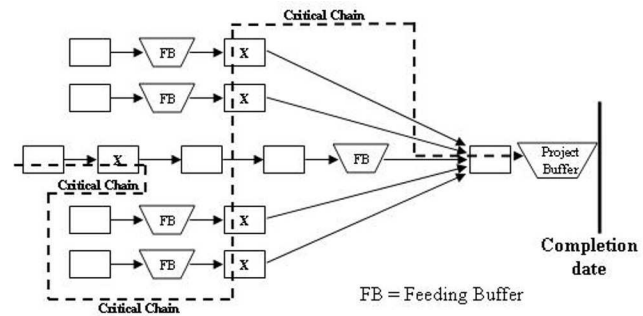 Critical Chain
FB X
FB X
X FB Project
Buffer
Critical Chain
FB X
FB X
Completion
date
Critical Chain
FB = Feeding Buffer